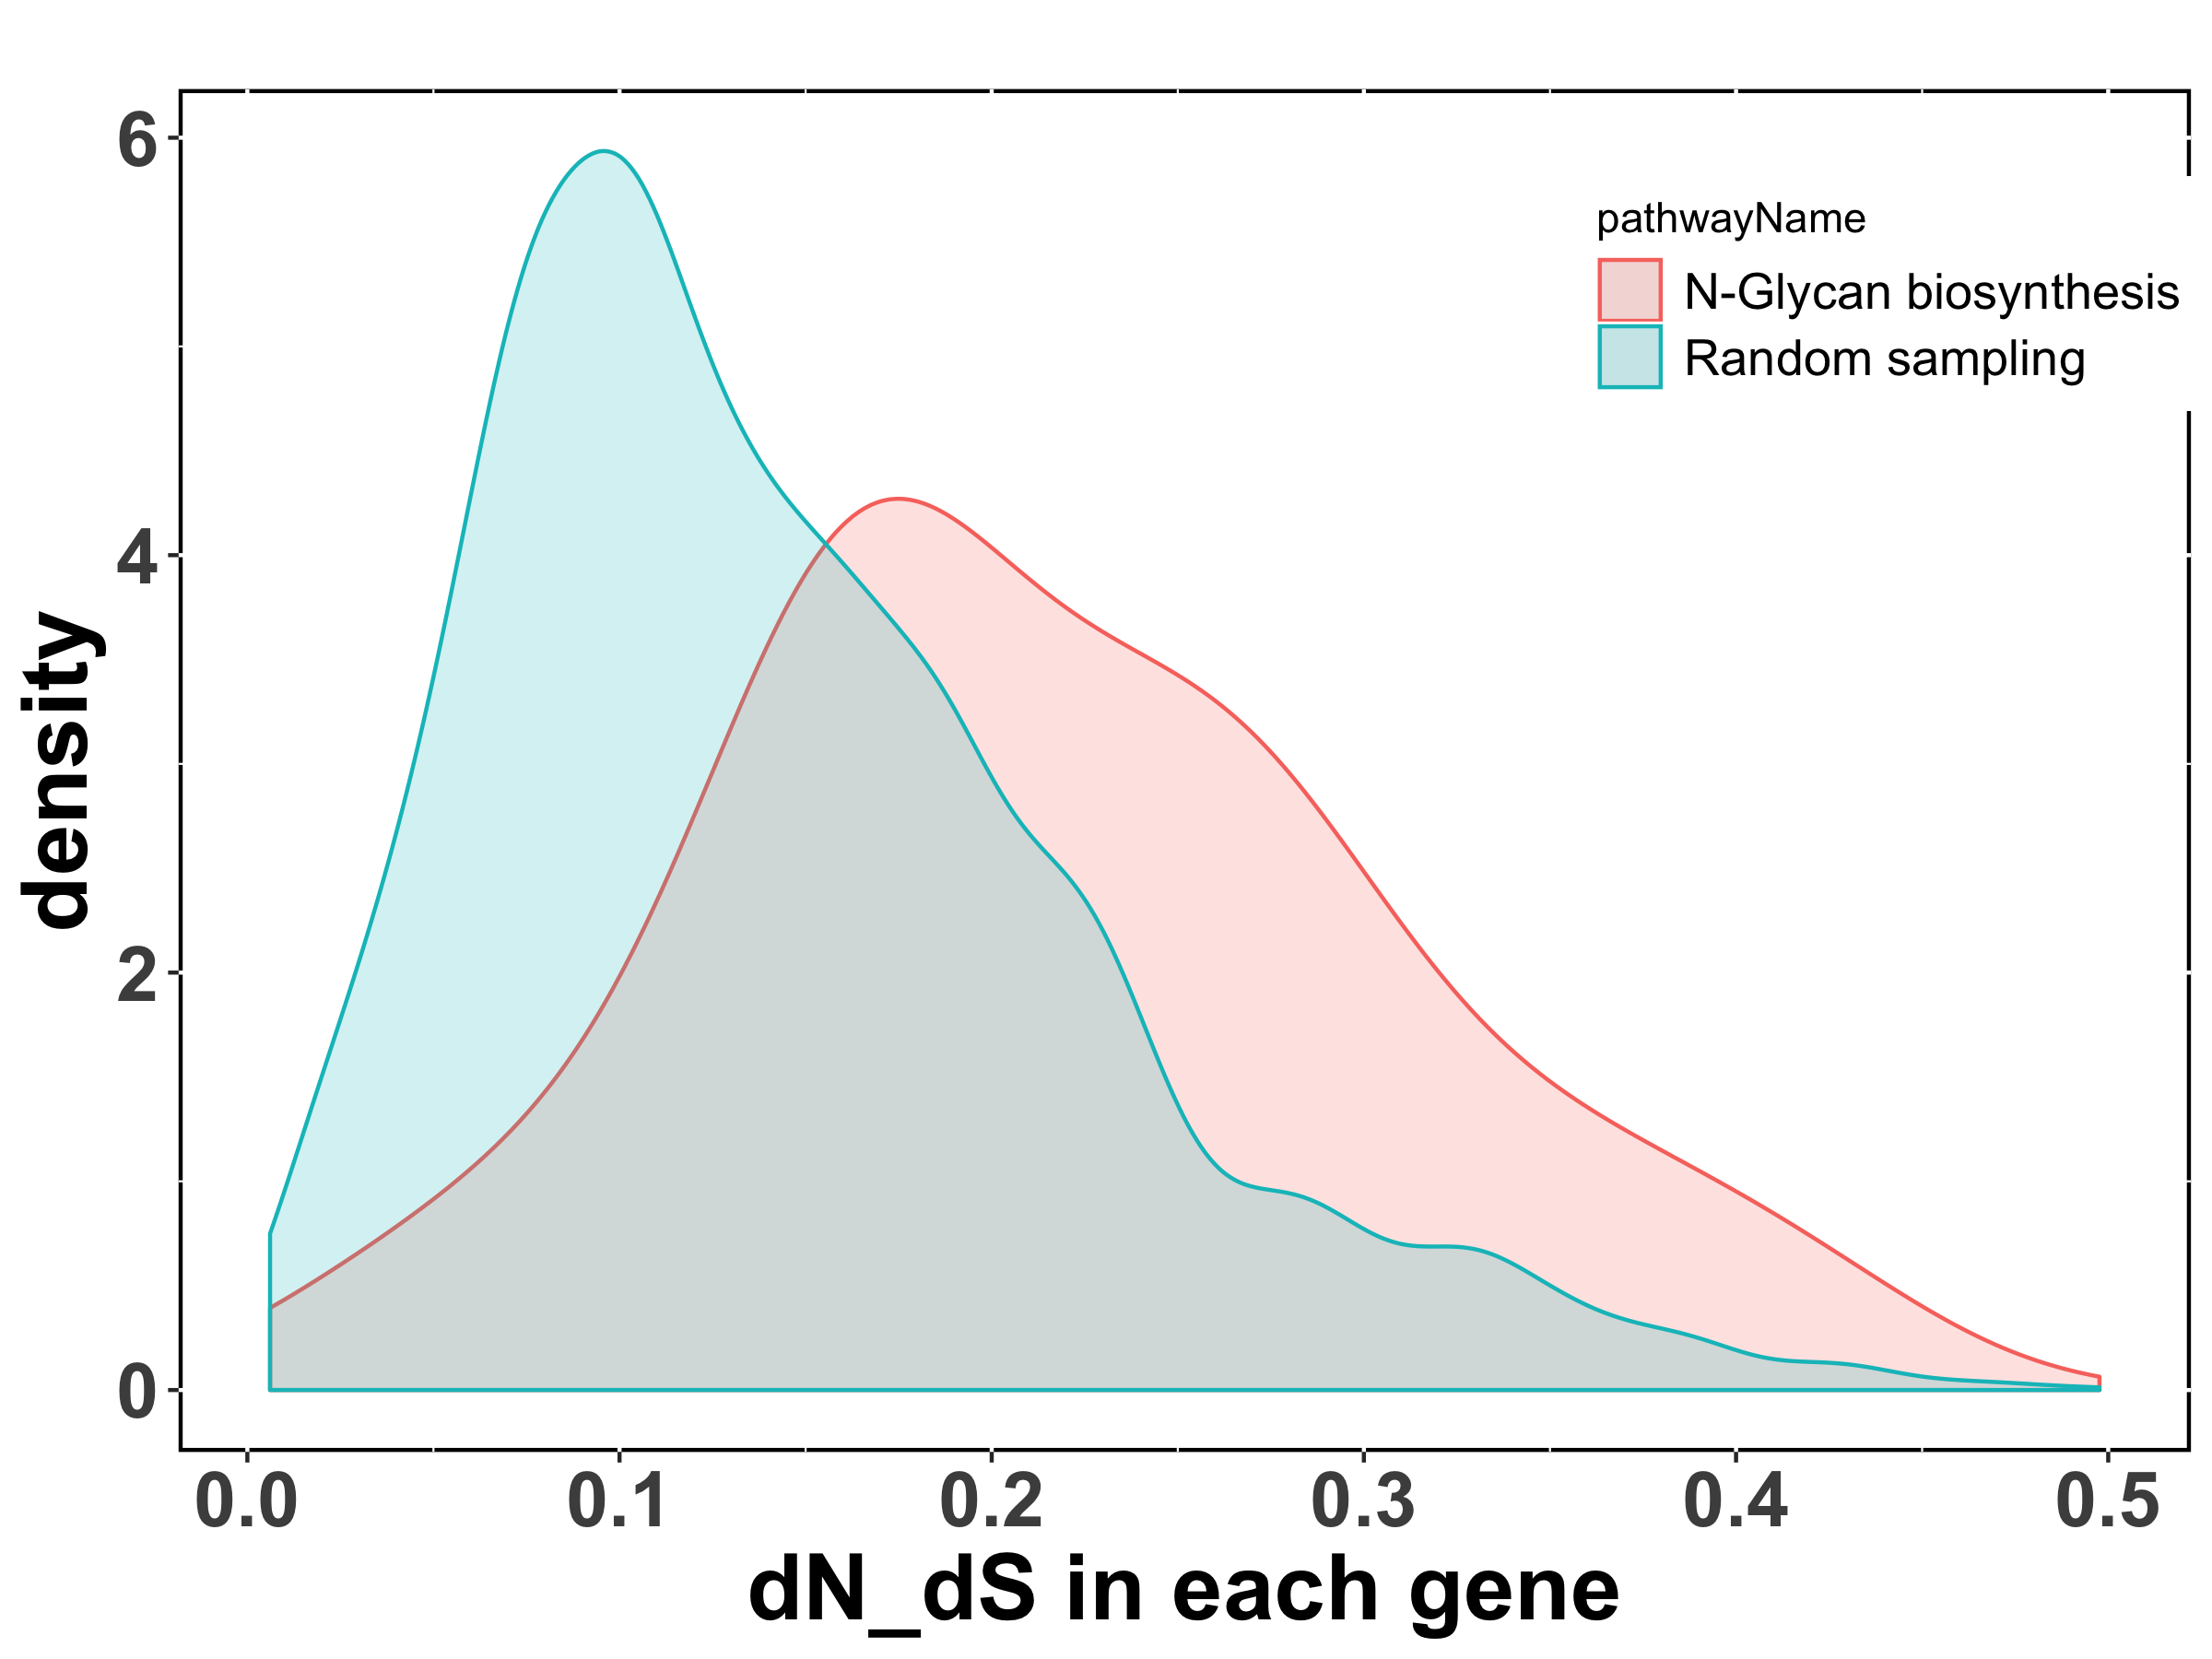 pathwayName
N-Glycan biosynthesis
Random sampling
density
6
4
2
0
0.0 0.1 0.2 0.3 0.4 0.5
dN_dS in each gene